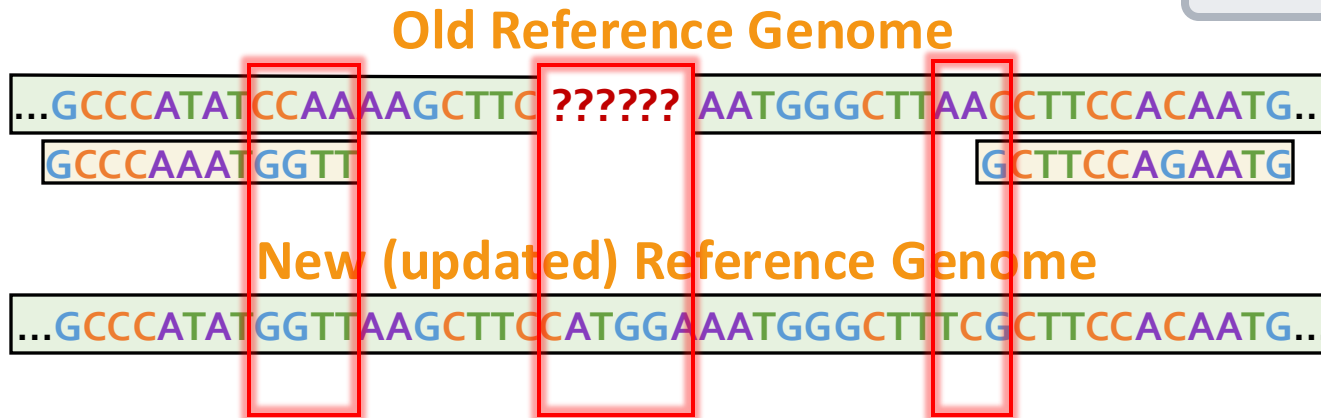 Old Reference Genome
...GCCCATATCCAAAAGCTTC ?????? AATGGGCTTAACCTTCCACAATG..
GCCCAAATGGTT GCTTCCAGAATG
New (updated) Reference Genome
...GCCCATATGGTTAAGCTTCCATGGAAATGGGCTTTCGCTTCCACAATG..